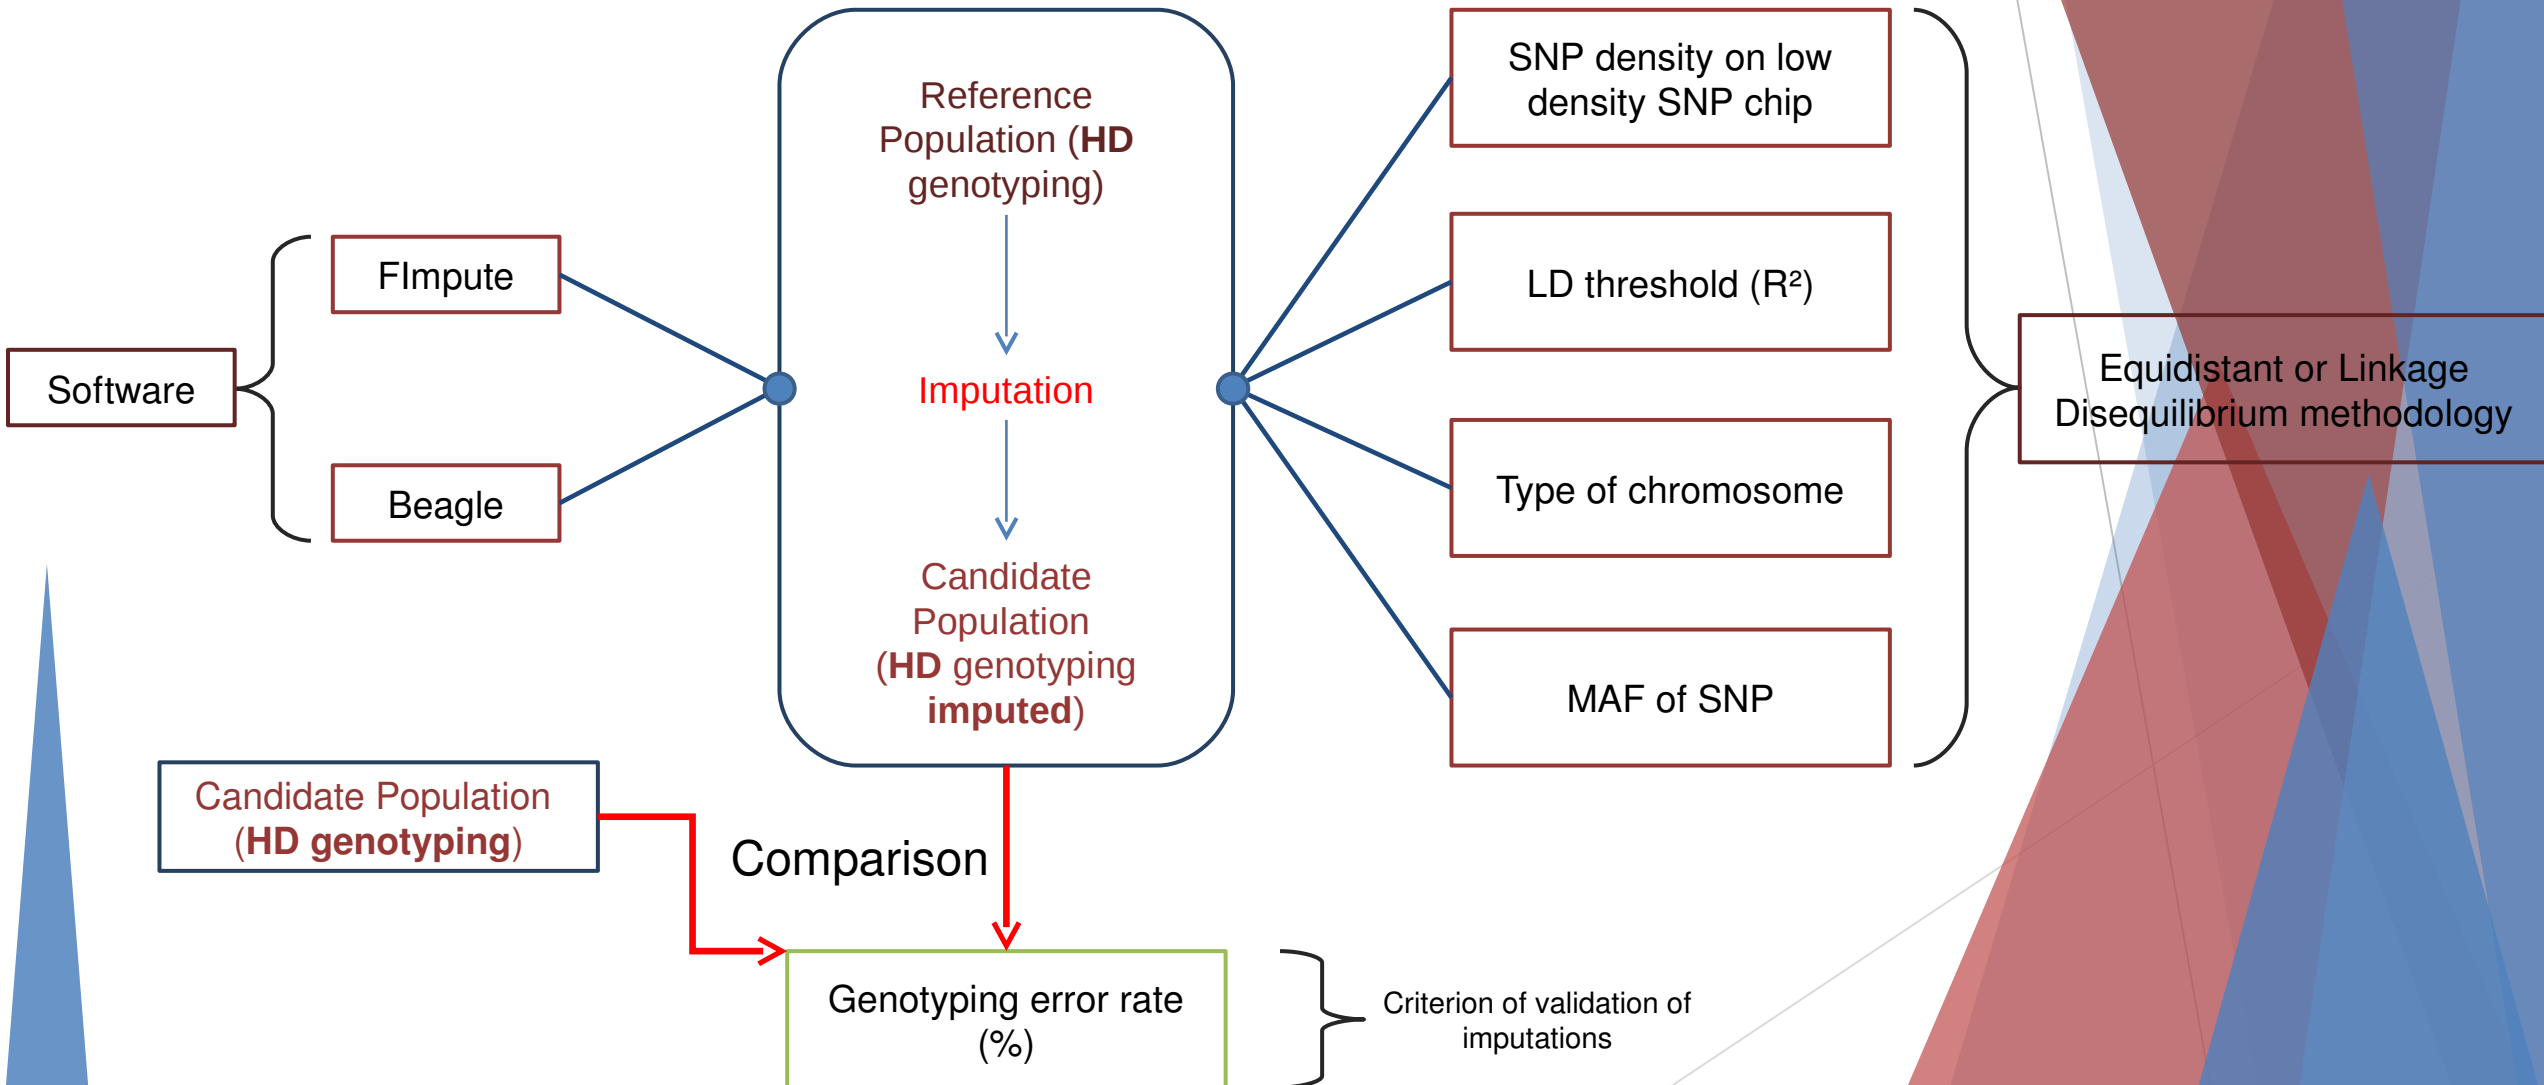 Software
FImpute
Beagle
Reference
Population (HD
genotyping)
Imputation
Candidate
Population
(HD genotyping
imputed)
SNP density on low
density SNP chip
LD threshold (R²)
Type of chromosome
MAF of SNP
Equidistant or Linkage
Disequilibrium methodology
Candidate Population
(HD genotyping)
Comparison
Genotyping error rate
(%)
Criterion of validation of
imputations